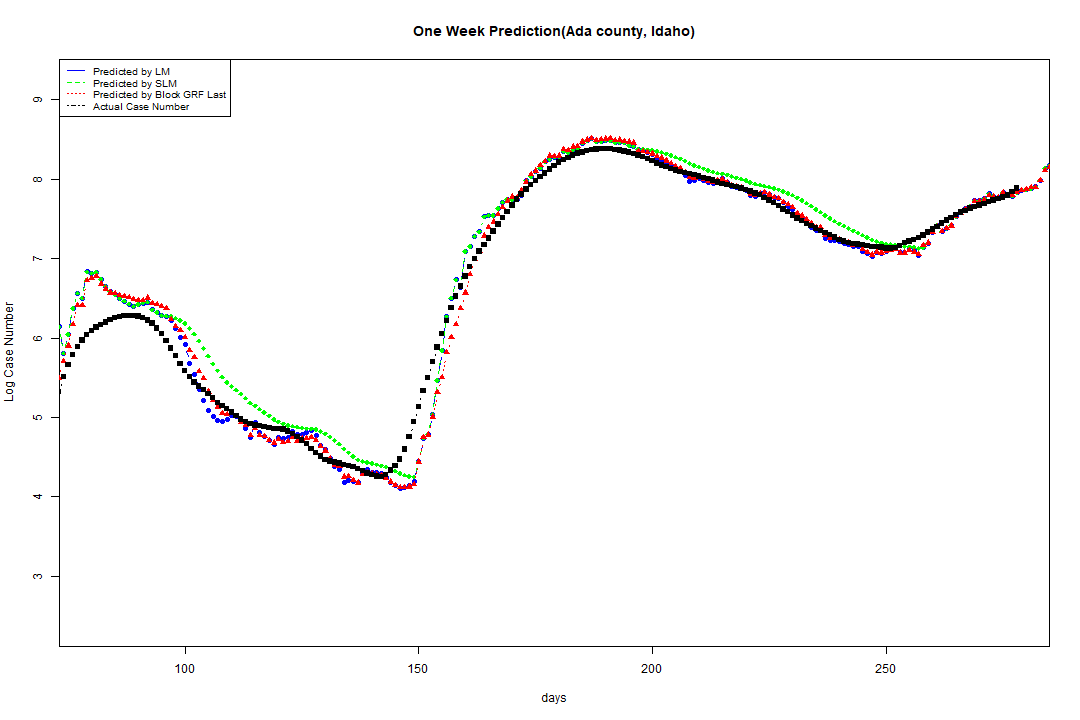 One Week Prediction(Ada county, Idaho)
Predicted by LM
Predicted by SLM
Predicted by Block GRF Last
Actual Case Number
9
8
7
6
5
4
3
Log Case Number
100 150 200 250
days